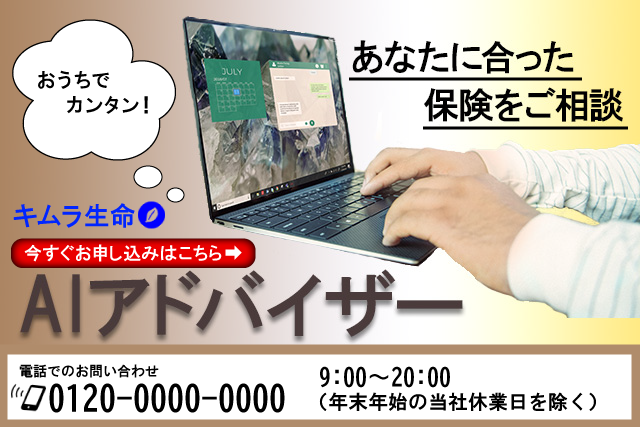 おうちで
カンタン！
あなたに合った
保険をご相談
JULY
キムラ生命
今すぐお申し込みはこちら➡
AIアドバイザー
電話でのお問い合わせ
0120-0000-0000
9：00～20：00
（年末年始の当社休業日を除く）